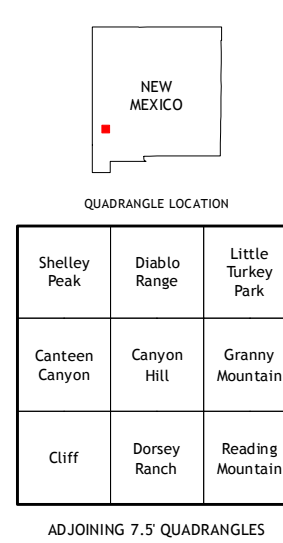 NEW
MEXICO
QUADRANGLE LOCATION
Shelley
Peak
Diablo
Range
Little
Turkey
Park
Canteen
Canyon
Canyon
Hill
Granny
Mountain
Cliff
Dorsey
Ranch
Reading
Mountain
ADJOINING 7.5' QUADRANGLES